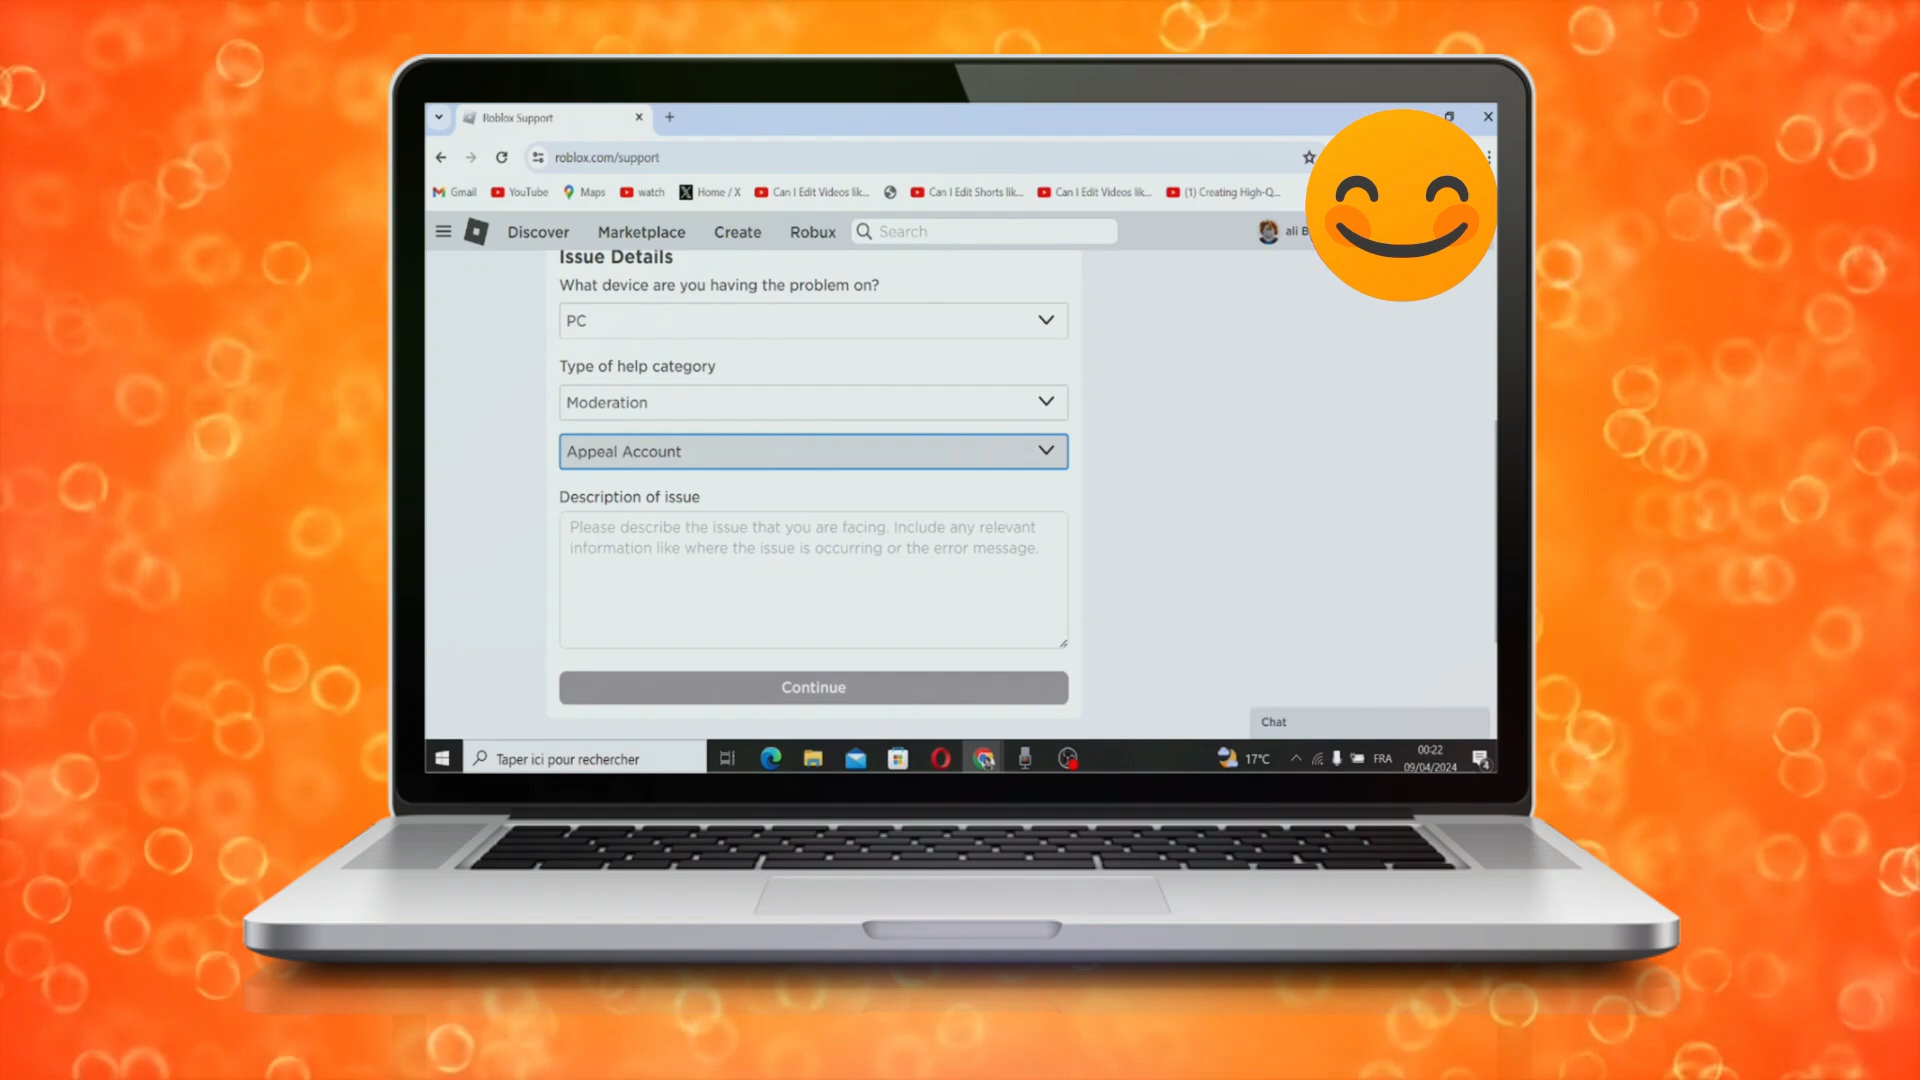 Roblox Support
roblox.com/support
Gmail YouTube Maps watch Home / X Can I Edit Videos lik... Can I Edit Shorts lik... Can I Edit Videos lik... (1) Creating High-Q...
Discover Marketplace Create Robux Search ali B
Issue Details
What device are you having the problem on?
PC
Type of help category
Moderation
Appeal Account
Description of issue
Please describe the issue that you are facing. Include any relevant
information like where the issue is occurring or the error message.
Continue
Chat
Taper ici pour rechercher 17°C FRA 00:22
09/04/2024 4